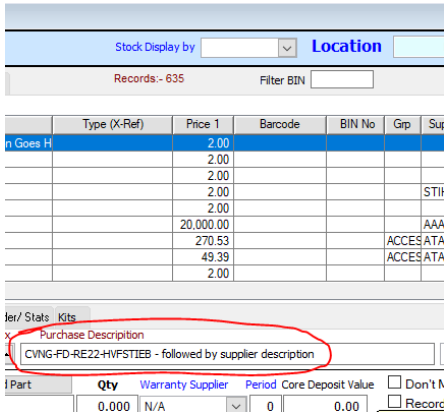 Stock Display by Location
Records:- 635 Filter BIN
Type (X-Ref) Price 1 Barcode BIN No Grp Sup
n Goes H 2.00
2.00
2.00
2.00 STIH
2.00
20,000.00 AAA
270.53 ACCES ATA
49.39 ACCES ATA
2.00
der/ Stats Kits
x Purchase Descripition
CVNG-FD-RE22-HVFSTIEB - followed by supplier description
d Part Qty Warranty Supplier Period Core Deposit Value Don't M
0.000 N/A 0 0.00 Record